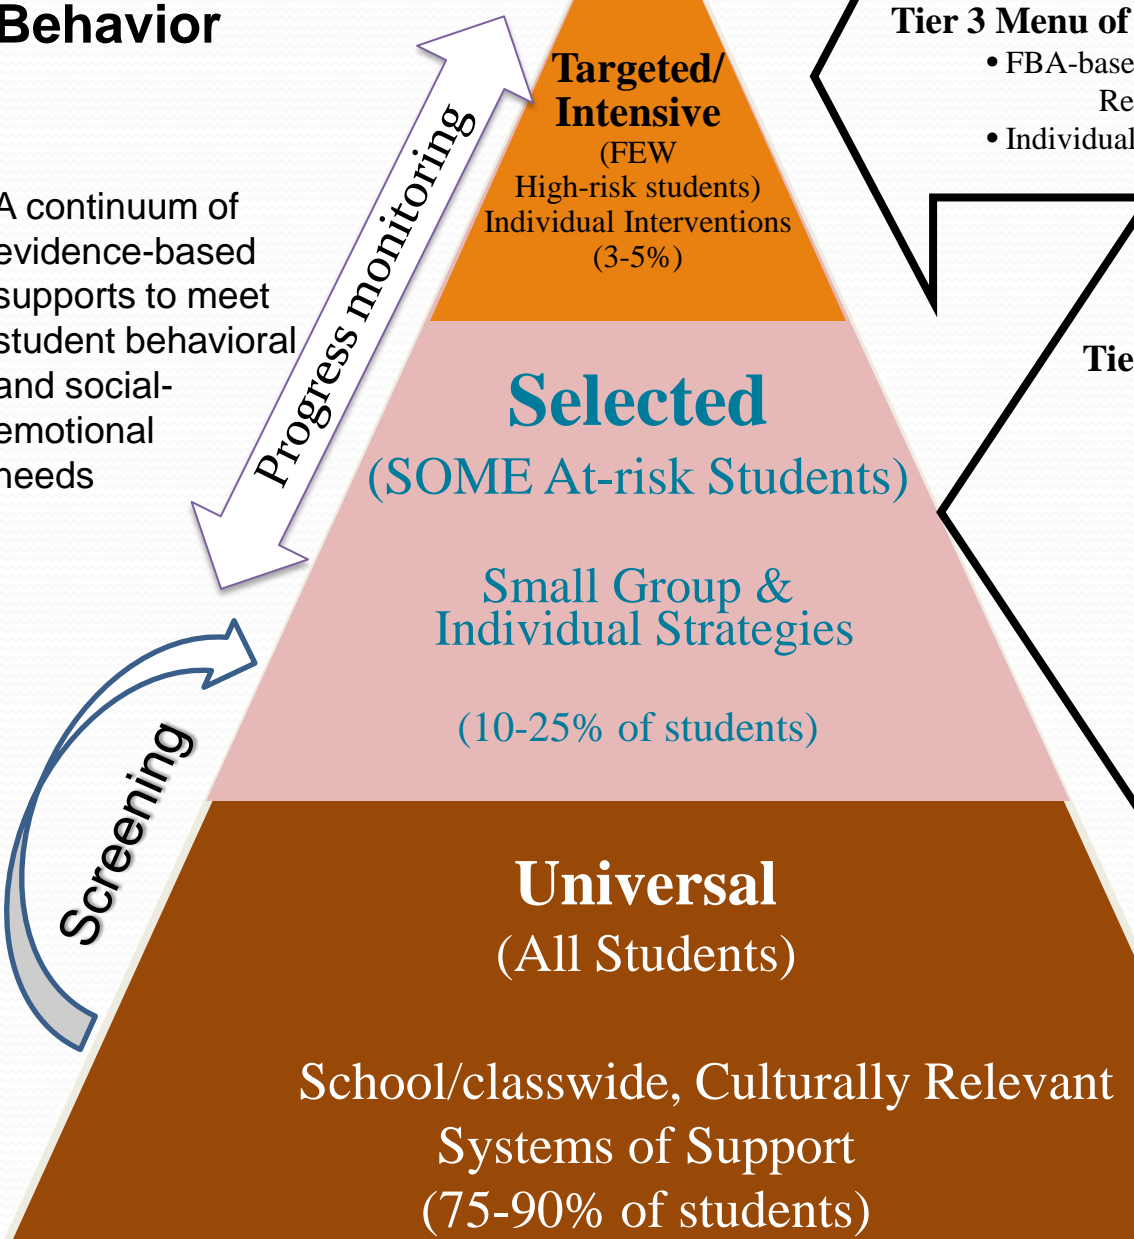 Behavior
A continuum of
evidence-based
supports to meet
student behavioral
and social-
emotional
needs
Progress monitoring
Screening
Targeted/
Intensive
(FEW
High-risk students)
Individual Interventions
(3-5%)
Selected
(SOME At-risk Students)
Small Group &
Individual Strategies
(10-25% of students)
Universal
(All Students)
School/classwide, Culturally Relevant
Systems of Support
(75-90% of students)
Tier 3 Menu of
• FBA-base
Re
• Individual
Tie